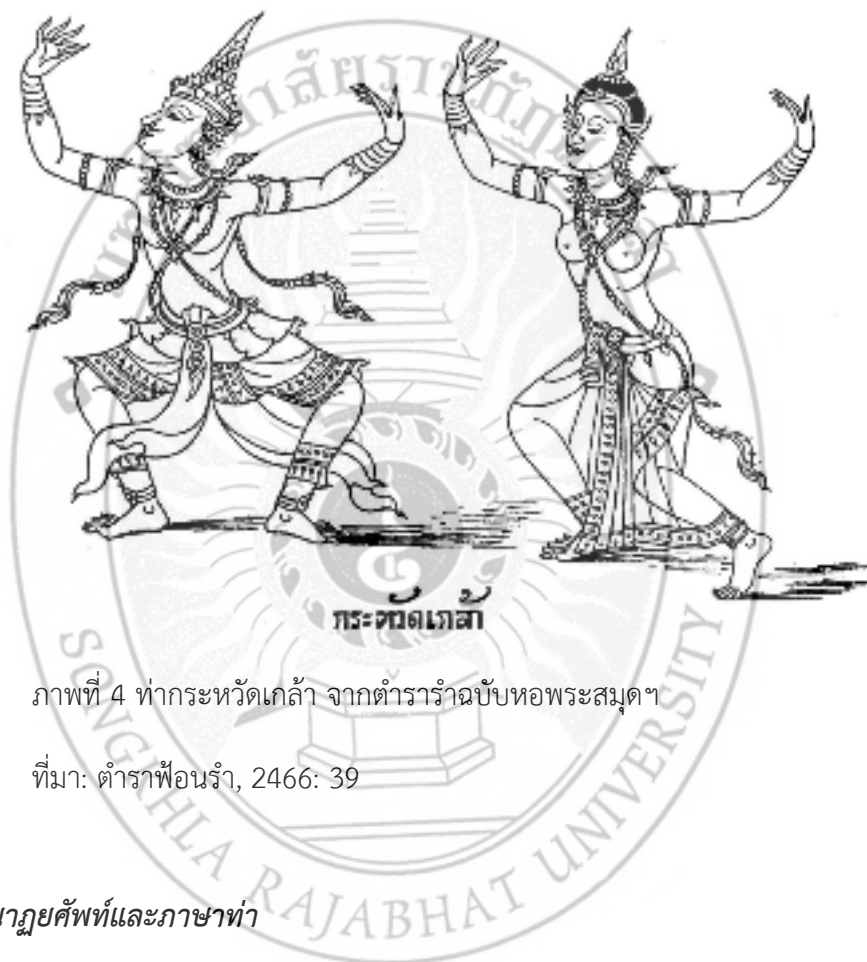 กระหวัดเกล้า
ภาพที่ 4 ท่ากระหวัดเกล้า จากตำรารำฉบับหอพระสมุดฯ
ที่มา: ตำราฟ้อนรำ, 2466: 39
นาฏยศัพท์และภาษาท่า
SONGKHLA RAJABHAT UNIVERSITY